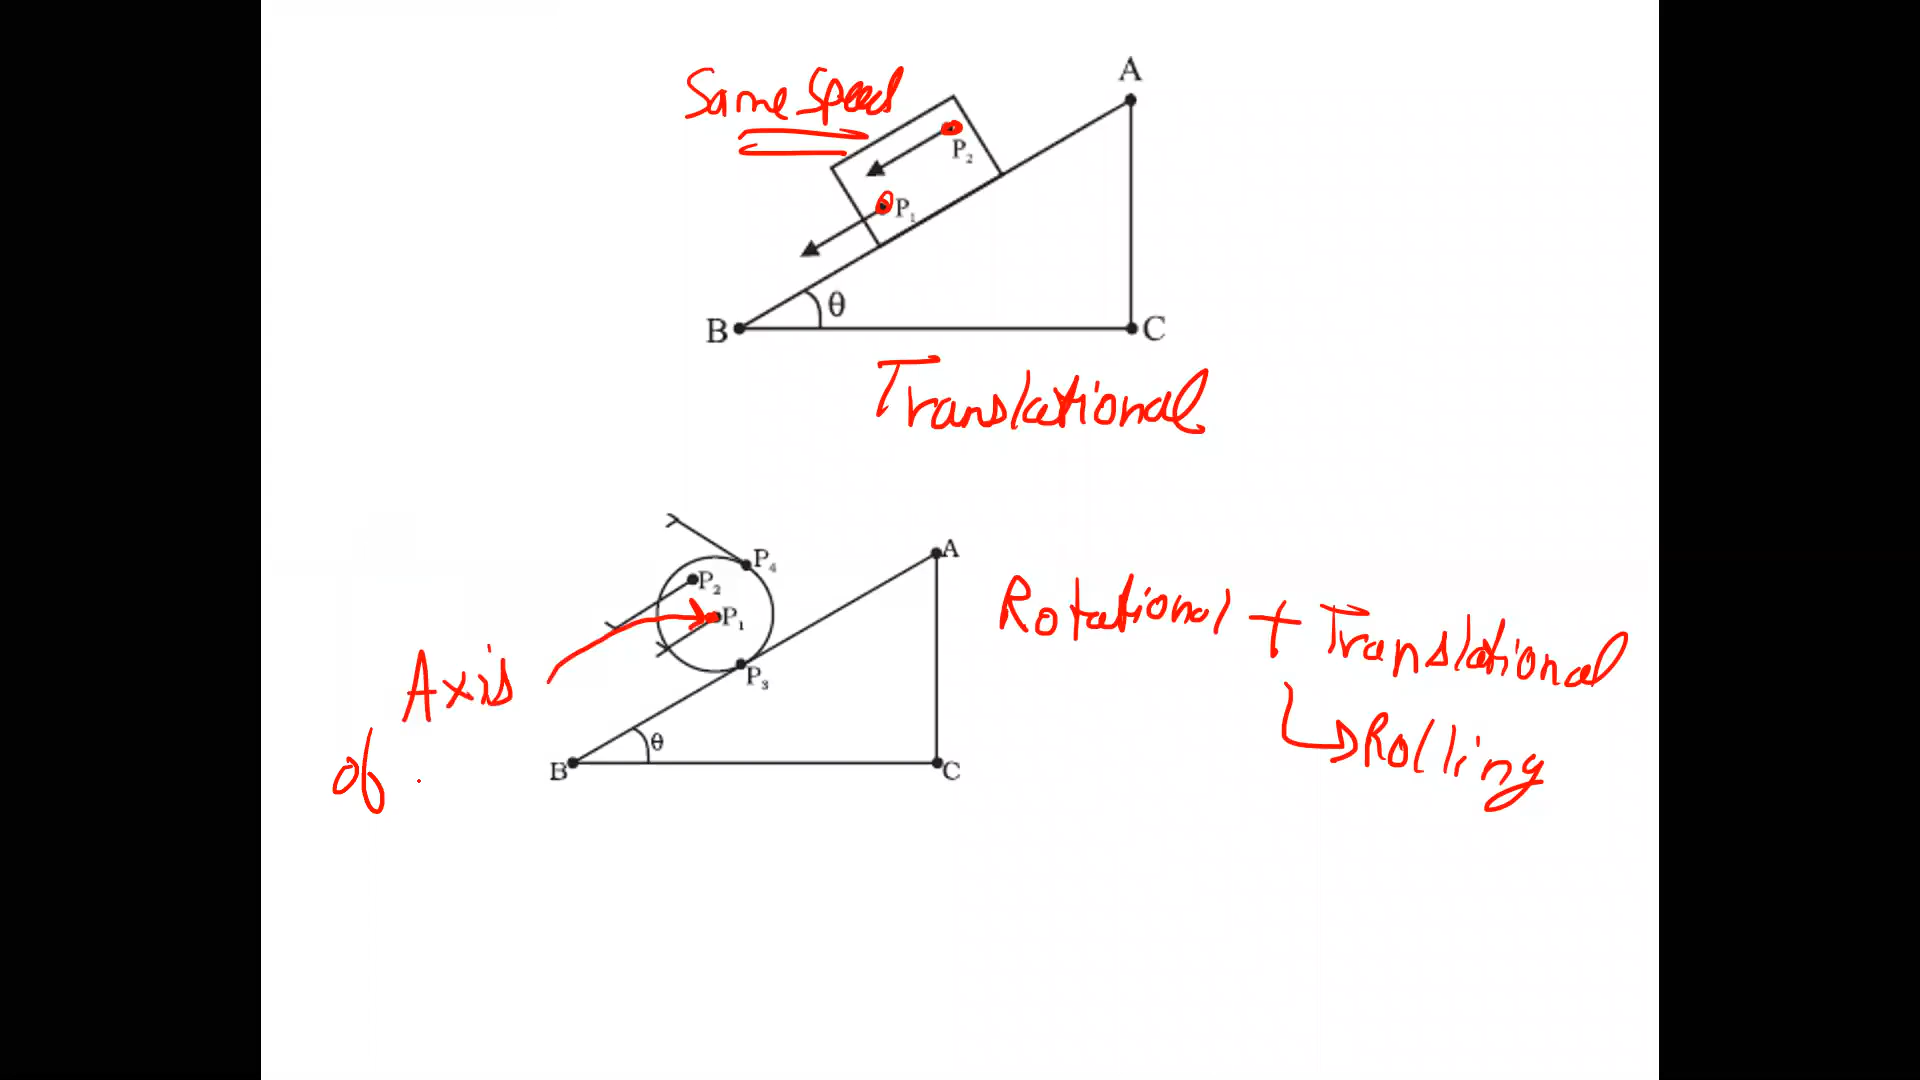 A
Same Speed
P₂
P₁
θ
B
C
Translational
P₄
A
P₂
P₁
Rotational + Translational
Axis
P₃
of
Rolling
θ
B
C